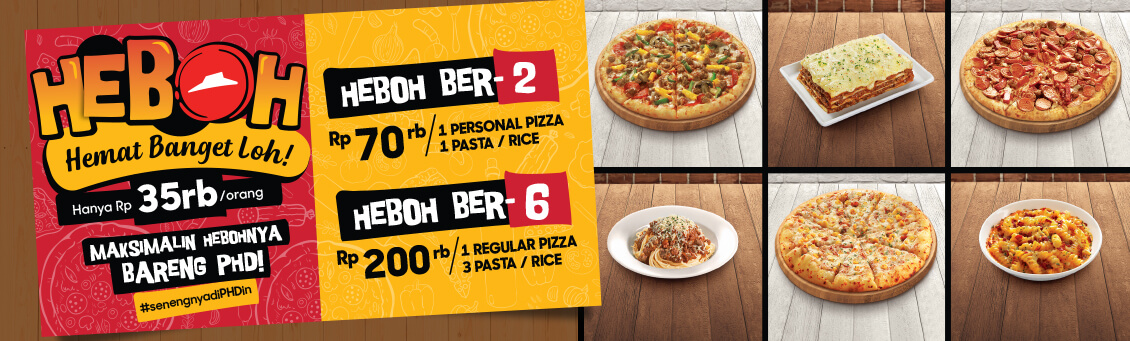 HEBOH
Hemat Banget Loh!
Hanya Rp 35rb/orang
MAKSIMALIN HEBOHNYA
BARENG PHD!
#senengnyadiPHDin
HEBOH BER-2
Rp 70rb/1 PERSONAL PIZZA
1 PASTA / RICE
HEBOH BER-6
Rp 200rb/1 REGULAR PIZZA
3 PASTA / RICE